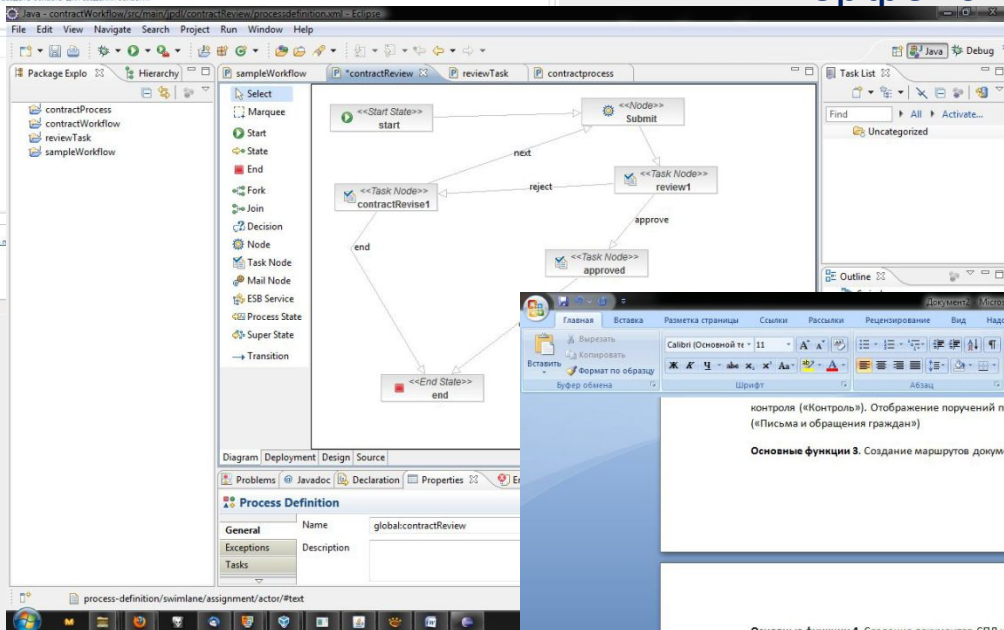 Java - contractWorkflow/src/main/jpdl/contractReview/processdefinition.xml - Eclipse
File Edit View Navigate Search Project Run Window Help
Java Debug
Package Explo Hierarchy
contractProcess
contractWorkflow
reviewTask
sampleWorkflow
sampleWorkflow *contractReview reviewTask contractprocess
Select
Marquee
Start
State
End
Fork
Join
Decision
Node
Task Node
Mail Node
ESB Service
Process State
Super State
Transition
<<Start State>>
start
<<Node>>
Submit
next
<<Task Node>>
review1
reject
<<Task Node>>
contractRevise1
approve
end
<<Task Node>>
approved
<<End State>>
end
Diagram Deployment Design Source
Problems Javadoc Declaration Properties
Process Definition
General
Exceptions
Tasks
Name global:contractReview
Description
process-definition/swimlane/assignment/actor/#text
Task List
Find All Activate...
Uncategorized
Outline
Документ2 - Micros
Главная Вставка Разметка страницы Ссылки Рассылки Рецензирование Вид
Вставить
Вырезать
Копировать
Формат по образцу
Буфер обмена
Calibri (Основной те 11
Ж К Ч abc x₂ x² Aa
Шрифт
Абзац
контроля («Контроль»). Отображение поручений п
(«Письма и обращения граждан»)
Основные функции 3. Создание маршрутов докум